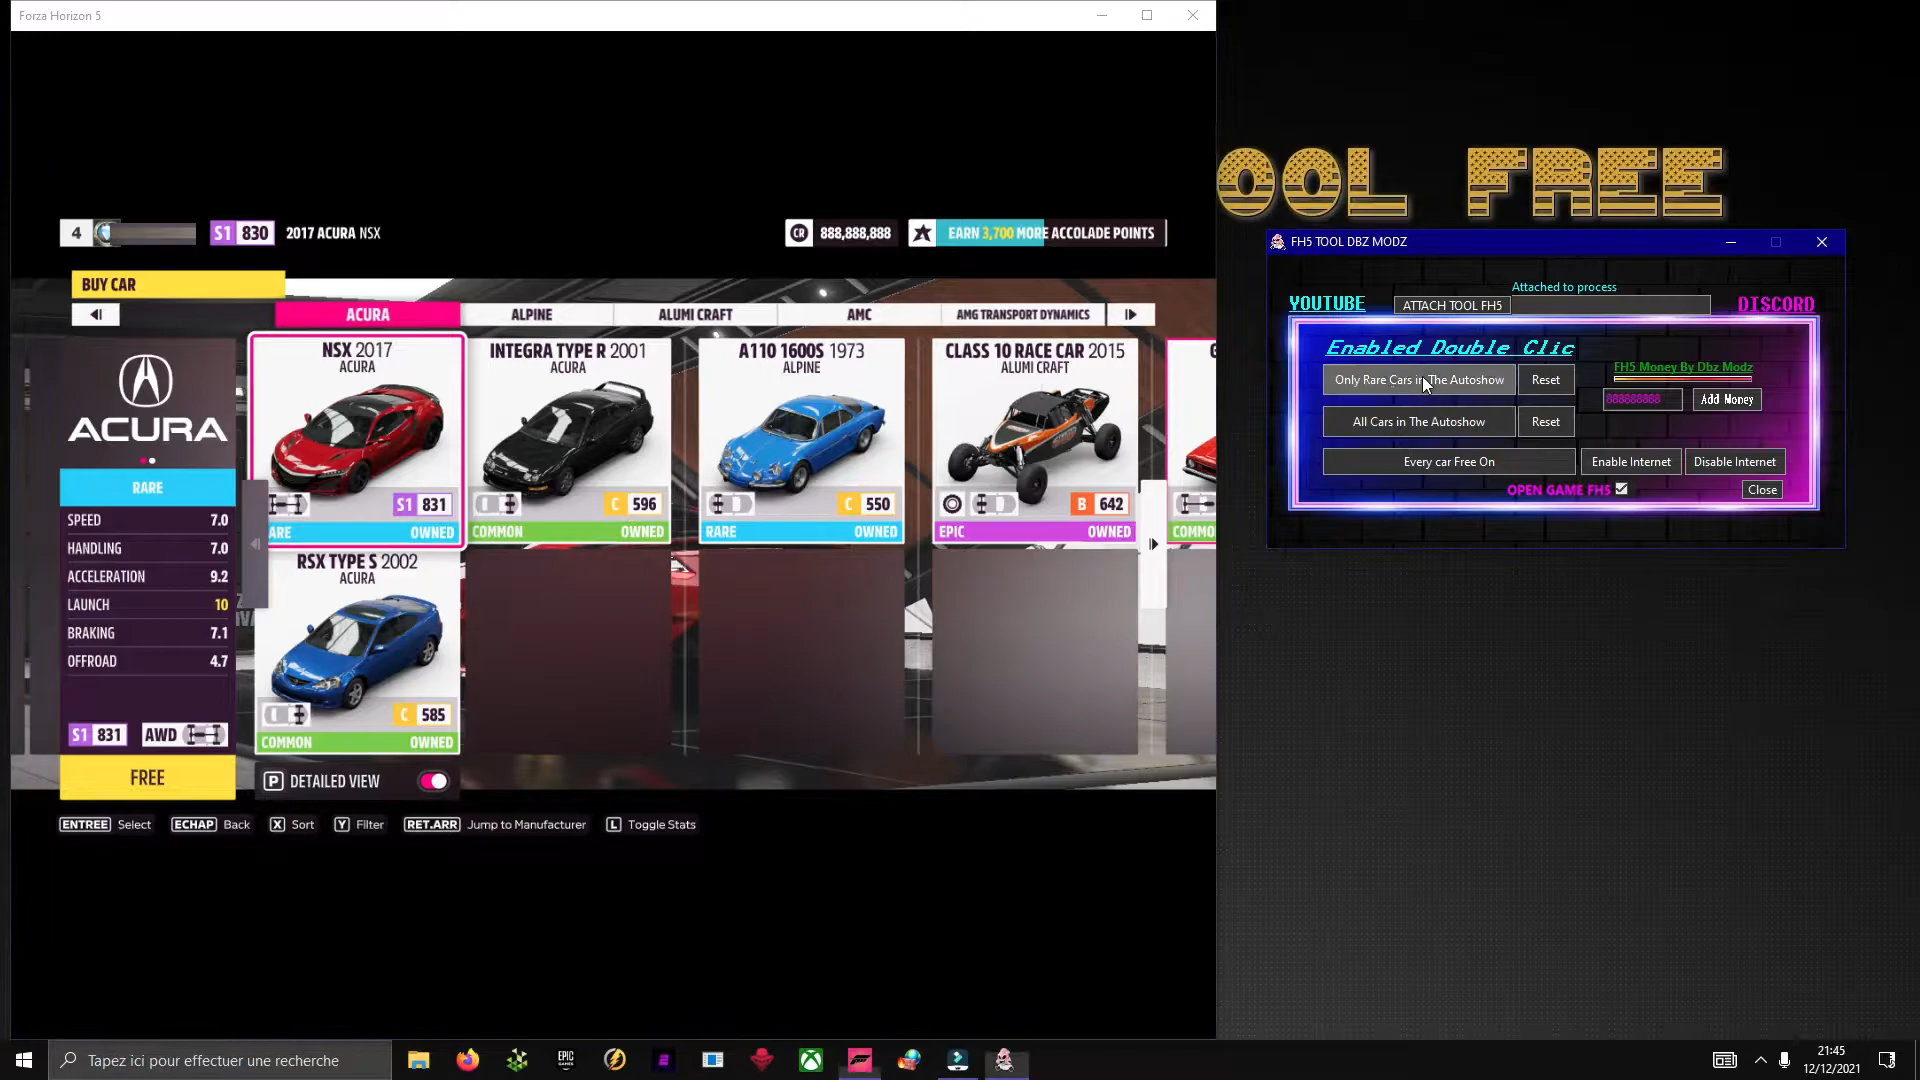 Forza Horizon 5
OOL FREE
4 S1 830 2017 ACURA NSX
CR 888,888,888
EARN 3,700 MORE ACCOLADE POINTS
BUY CAR
ACURA ALPINE ALUMI CRAFT AMC AMG TRANSPORT DYNAMICS
ACURA
RARE
SPEED 7.0
HANDLING 7.0
ACCELERATION 9.2
LAUNCH 10
BRAKING 7.1
OFFROAD 4.7
S1 831 AWD
FREE
NSX 2017
ACURA
S1 831
ARE OWNED
INTEGRA TYPE R 2001
ACURA
C 596
COMMON OWNED
A110 1600S 1973
ALPINE
C 550
RARE OWNED
CLASS 10 RACE CAR 2015
ALUMI CRAFT
B 642
EPIC OWNED
COMMO
RSX TYPE S 2002
ACURA
C 585
COMMON OWNED
P DETAILED VIEW
ENTREE Select ECHAP Back X Sort Y Filter RET.ARR Jump to Manufacturer L Toggle Stats
FH5 TOOL DBZ MODZ
Attached to process
YOUTUBE ATTACH TOOL FH5 DISCORD
Enabled Double Clic
Only Rare Cars in The Autoshow Reset
FH5 Money By Dbz Modz
888888888 Add Money
All Cars in The Autoshow Reset
Every car Free On Enable Internet Disable Internet
OPEN GAME FH5 Close
Tapez ici pour effectuer une recherche
EPIC GAMES
21:45
12/12/2021